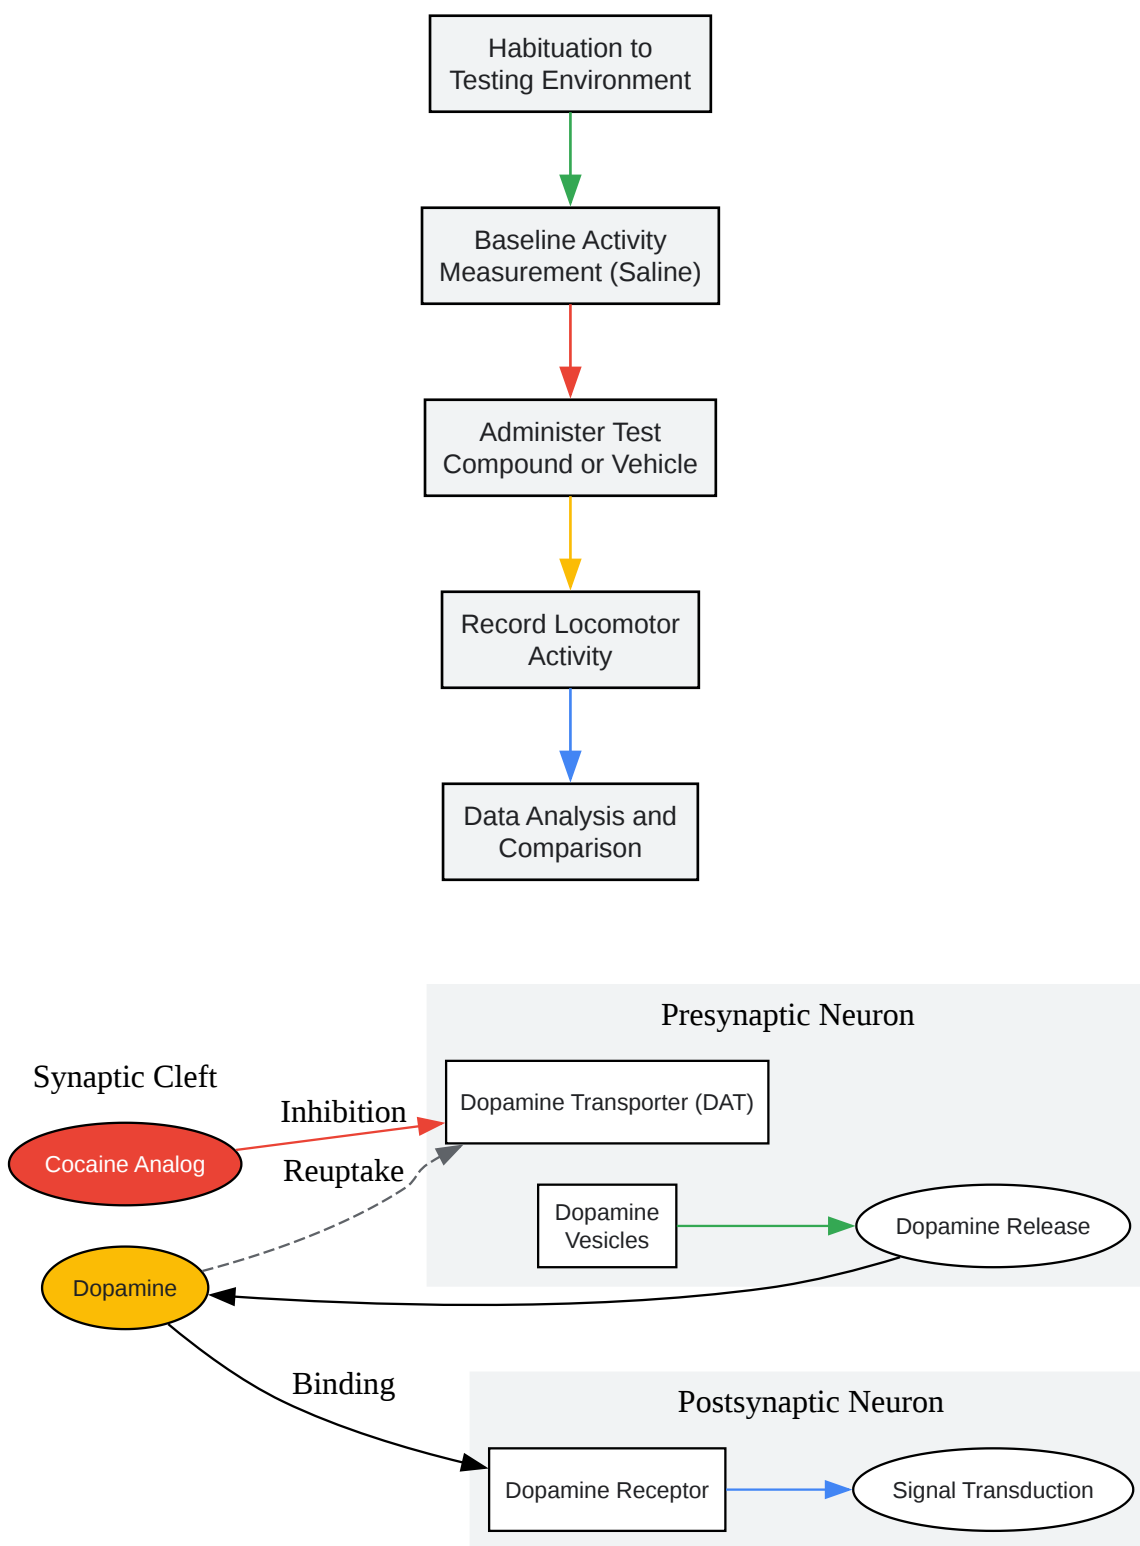 Habituation to
Testing Environment
Baseline Activity
Measurement (Saline)
Administer Test
Compound or Vehicle
Record Locomotor
Activity
Data Analysis and
Comparison
Presynaptic Neuron
Synaptic Cleft
Dopamine Transporter (DAT)
Inhibition
Cocaine Analog
Reuptake
Dopamine
Vesicles
Dopamine Release
Dopamine
Binding
Postsynaptic Neuron
Dopamine Receptor
Signal Transduction